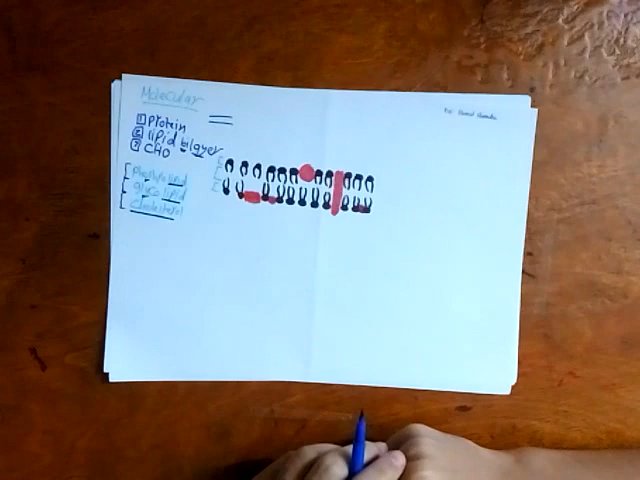 Molecular
1 Protein
2 lipid bilayer
3 CHO
Phospholipid
glycolipid
Cholesterol